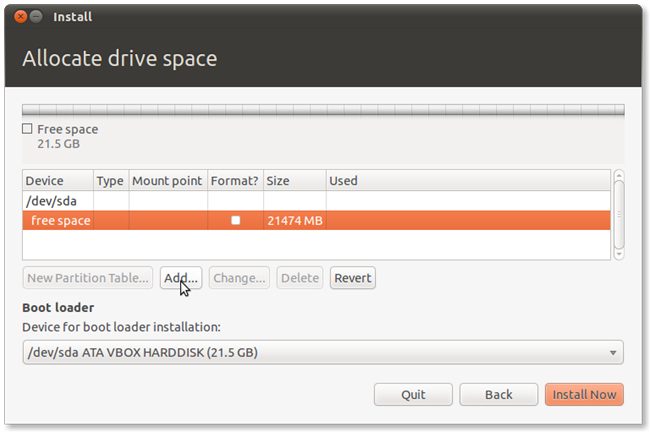 Install
Allocate drive space
Free space
21.5 GB
Device Type Mount point Format? Size Used
/dev/sda
free space 21474 MB
New Partition Table... Add... Change... Delete Revert
Boot loader
Device for boot loader installation:
/dev/sda ATA VBOX HARDDISK (21.5 GB)
Quit Back Install Now